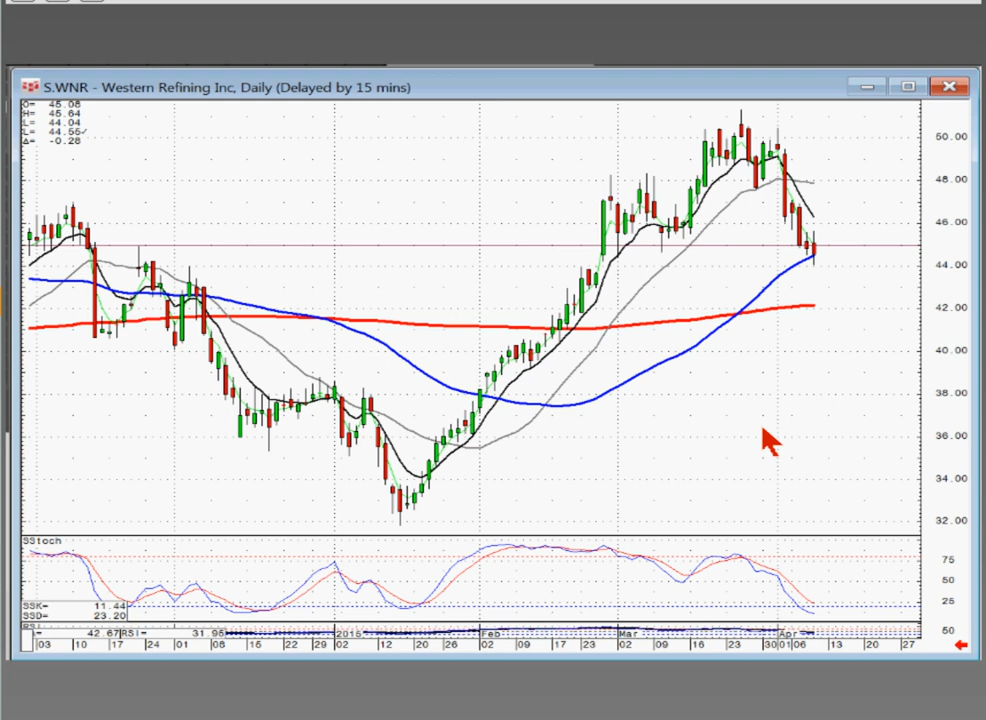 S.WNR - Western Refining Inc, Daily (Delayed by 15 mins)
O= 45.08
H= 45.64
L= 44.04
L= 44.55✓
Δ= -0.28
50.00
48.00
46.00
44.00
42.00
40.00
38.00
36.00
34.00
32.00
SStoch
75
50
25
SSK= 11.44
SSD= 23.20
RSI
42.67 RSI= 31.95
50
2015 Feb Mar Apr
03 10 17 24 01 08 15 22 29 02 12 20 26 02 09 17 23 02 09 16 23 30 01 06 13 20 27